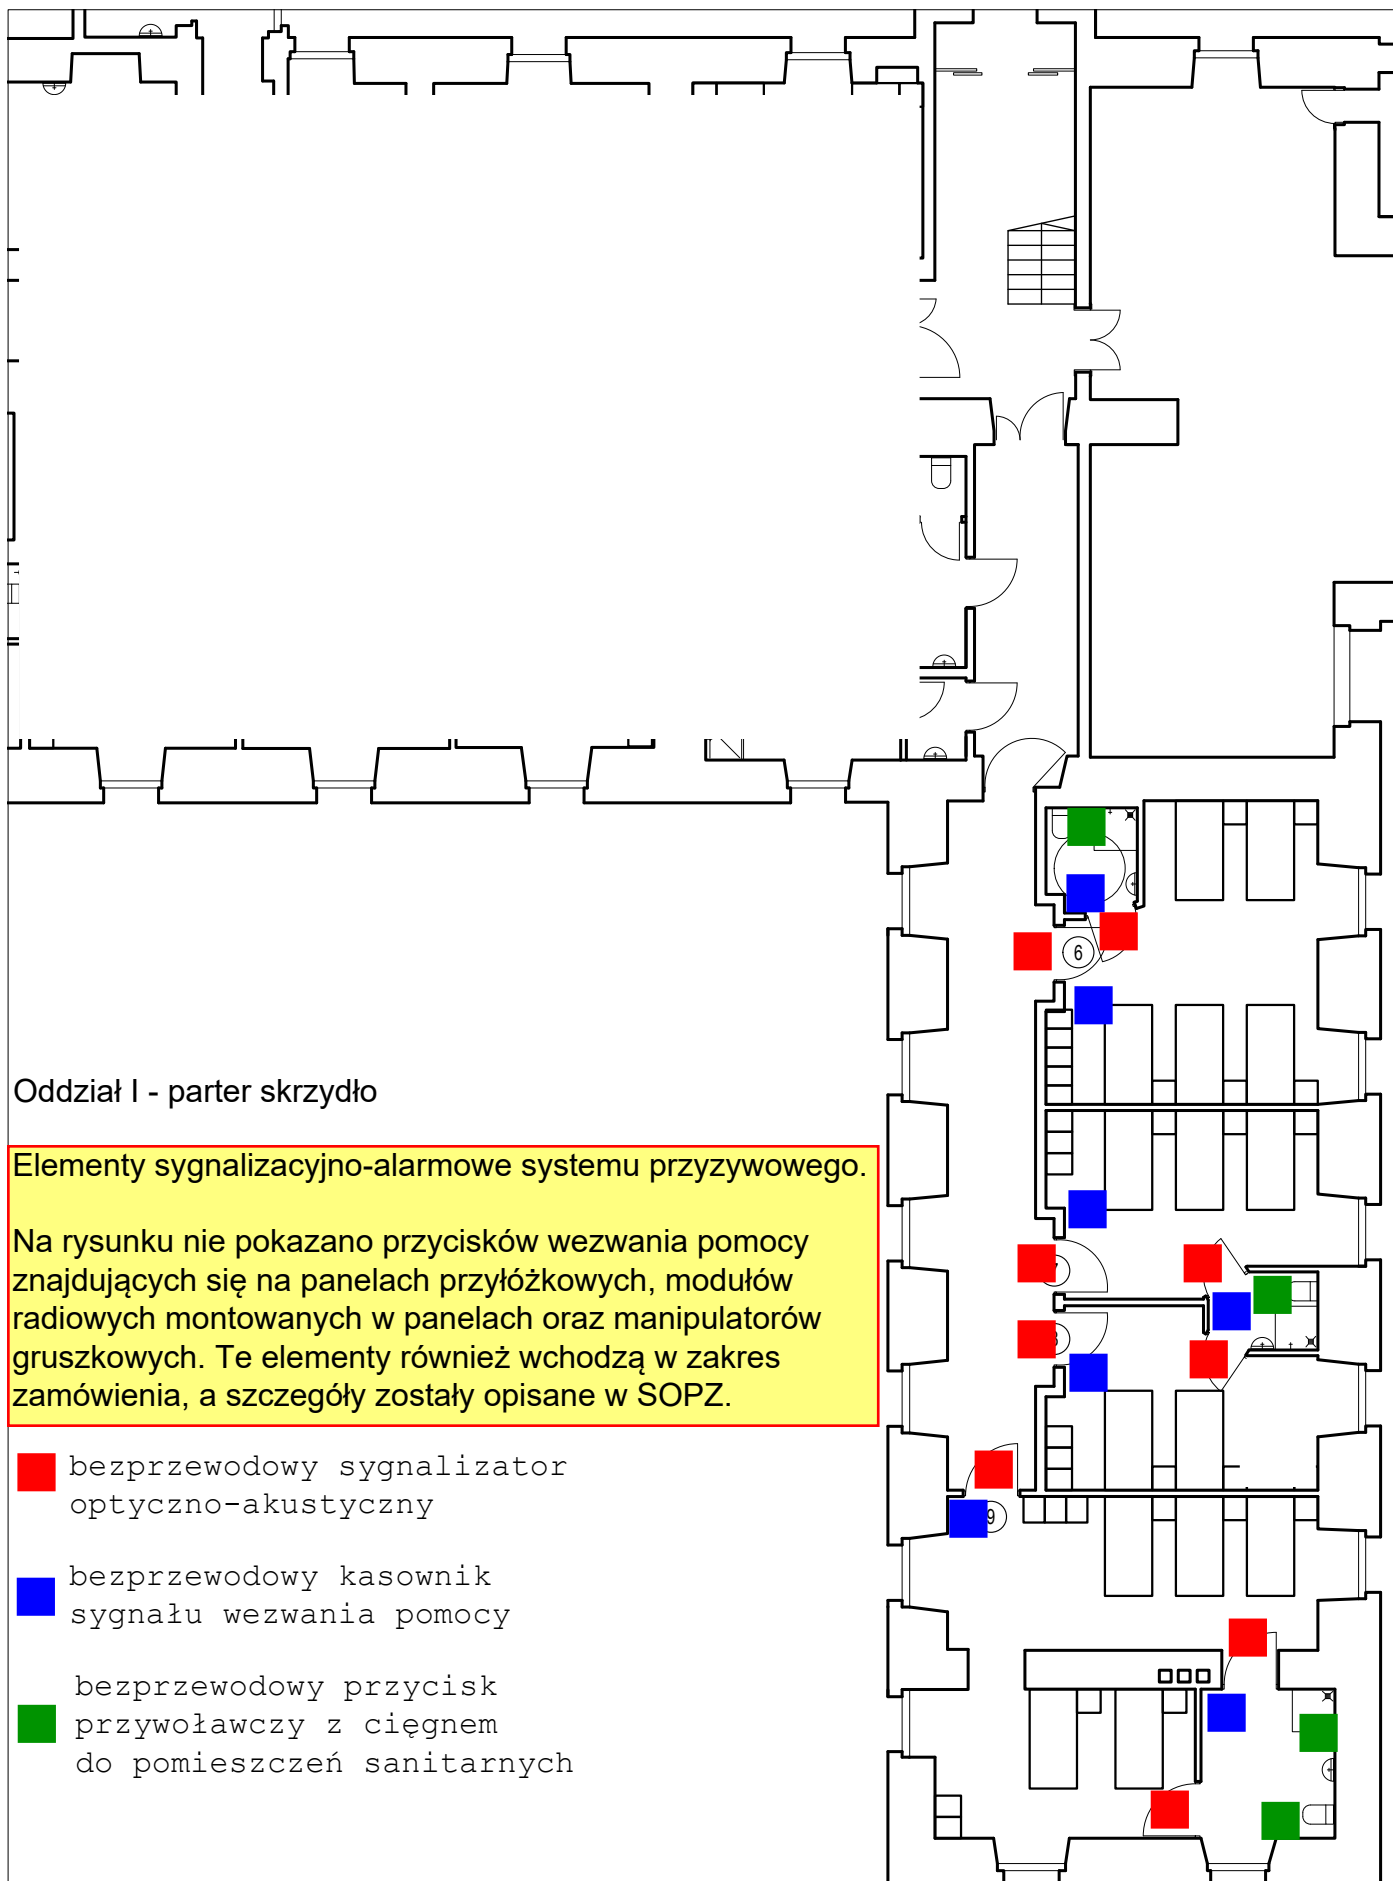 6
Oddział I - parter skrzydło
Elementy sygnalizacyjno-alarmowe systemu przyzywowego.
Na rysunku nie pokazano przycisków wezwania pomocy
znajdujących się na panelach przyłóżkowych, modułów
radiowych montowanych w panelach oraz manipulatorów
gruszkowych. Te elementy również wchodzą w zakres
zamówienia, a szczegóły zostały opisane w SOPZ.
bezprzewodowy sygnalizator
optyczno-akustyczny
9
bezprzewodowy kasownik
sygnału wezwania pomocy
bezprzewodowy przycisk
przywoławczy z cięgnem
do pomieszczeń sanitarnych